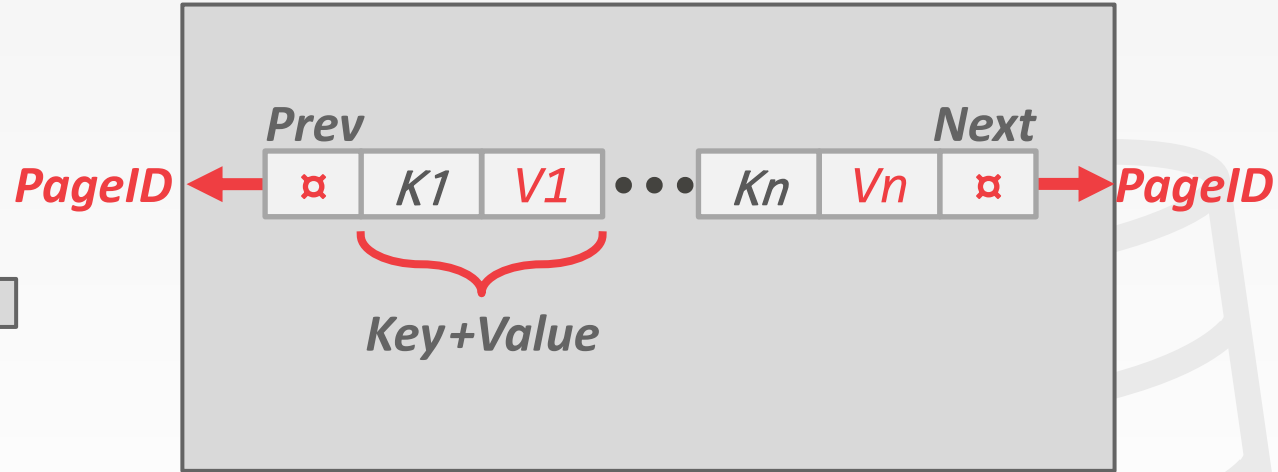 Prev Next
PageID ¤ K1 V1 ••• Kn Vn ¤ PageID
Key+Value